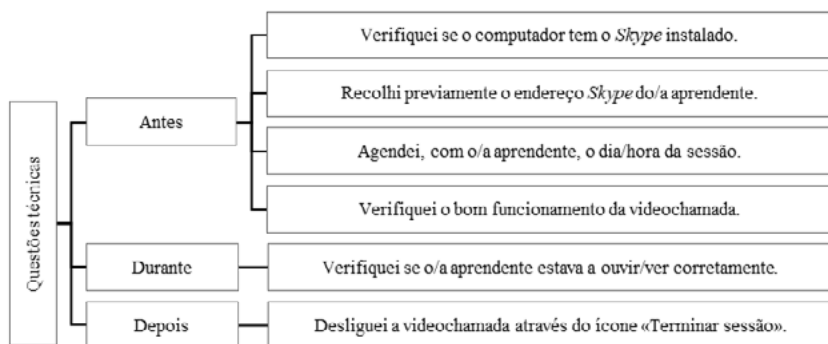 Questões técnicas
Antes
Verifiquei se o computador tem o Skype instalado.
Recolhi previamente o endereço Skype do/a aprendente.
Agendei, com o/a aprendente, o dia/hora da sessão.
Verifiquei o bom funcionamento da videochamada.
Durante
Verifiquei se o/a aprendente estava a ouvir/ver corretamente.
Depois
Desliguei a videochamada através do ícone «Terminar sessão».